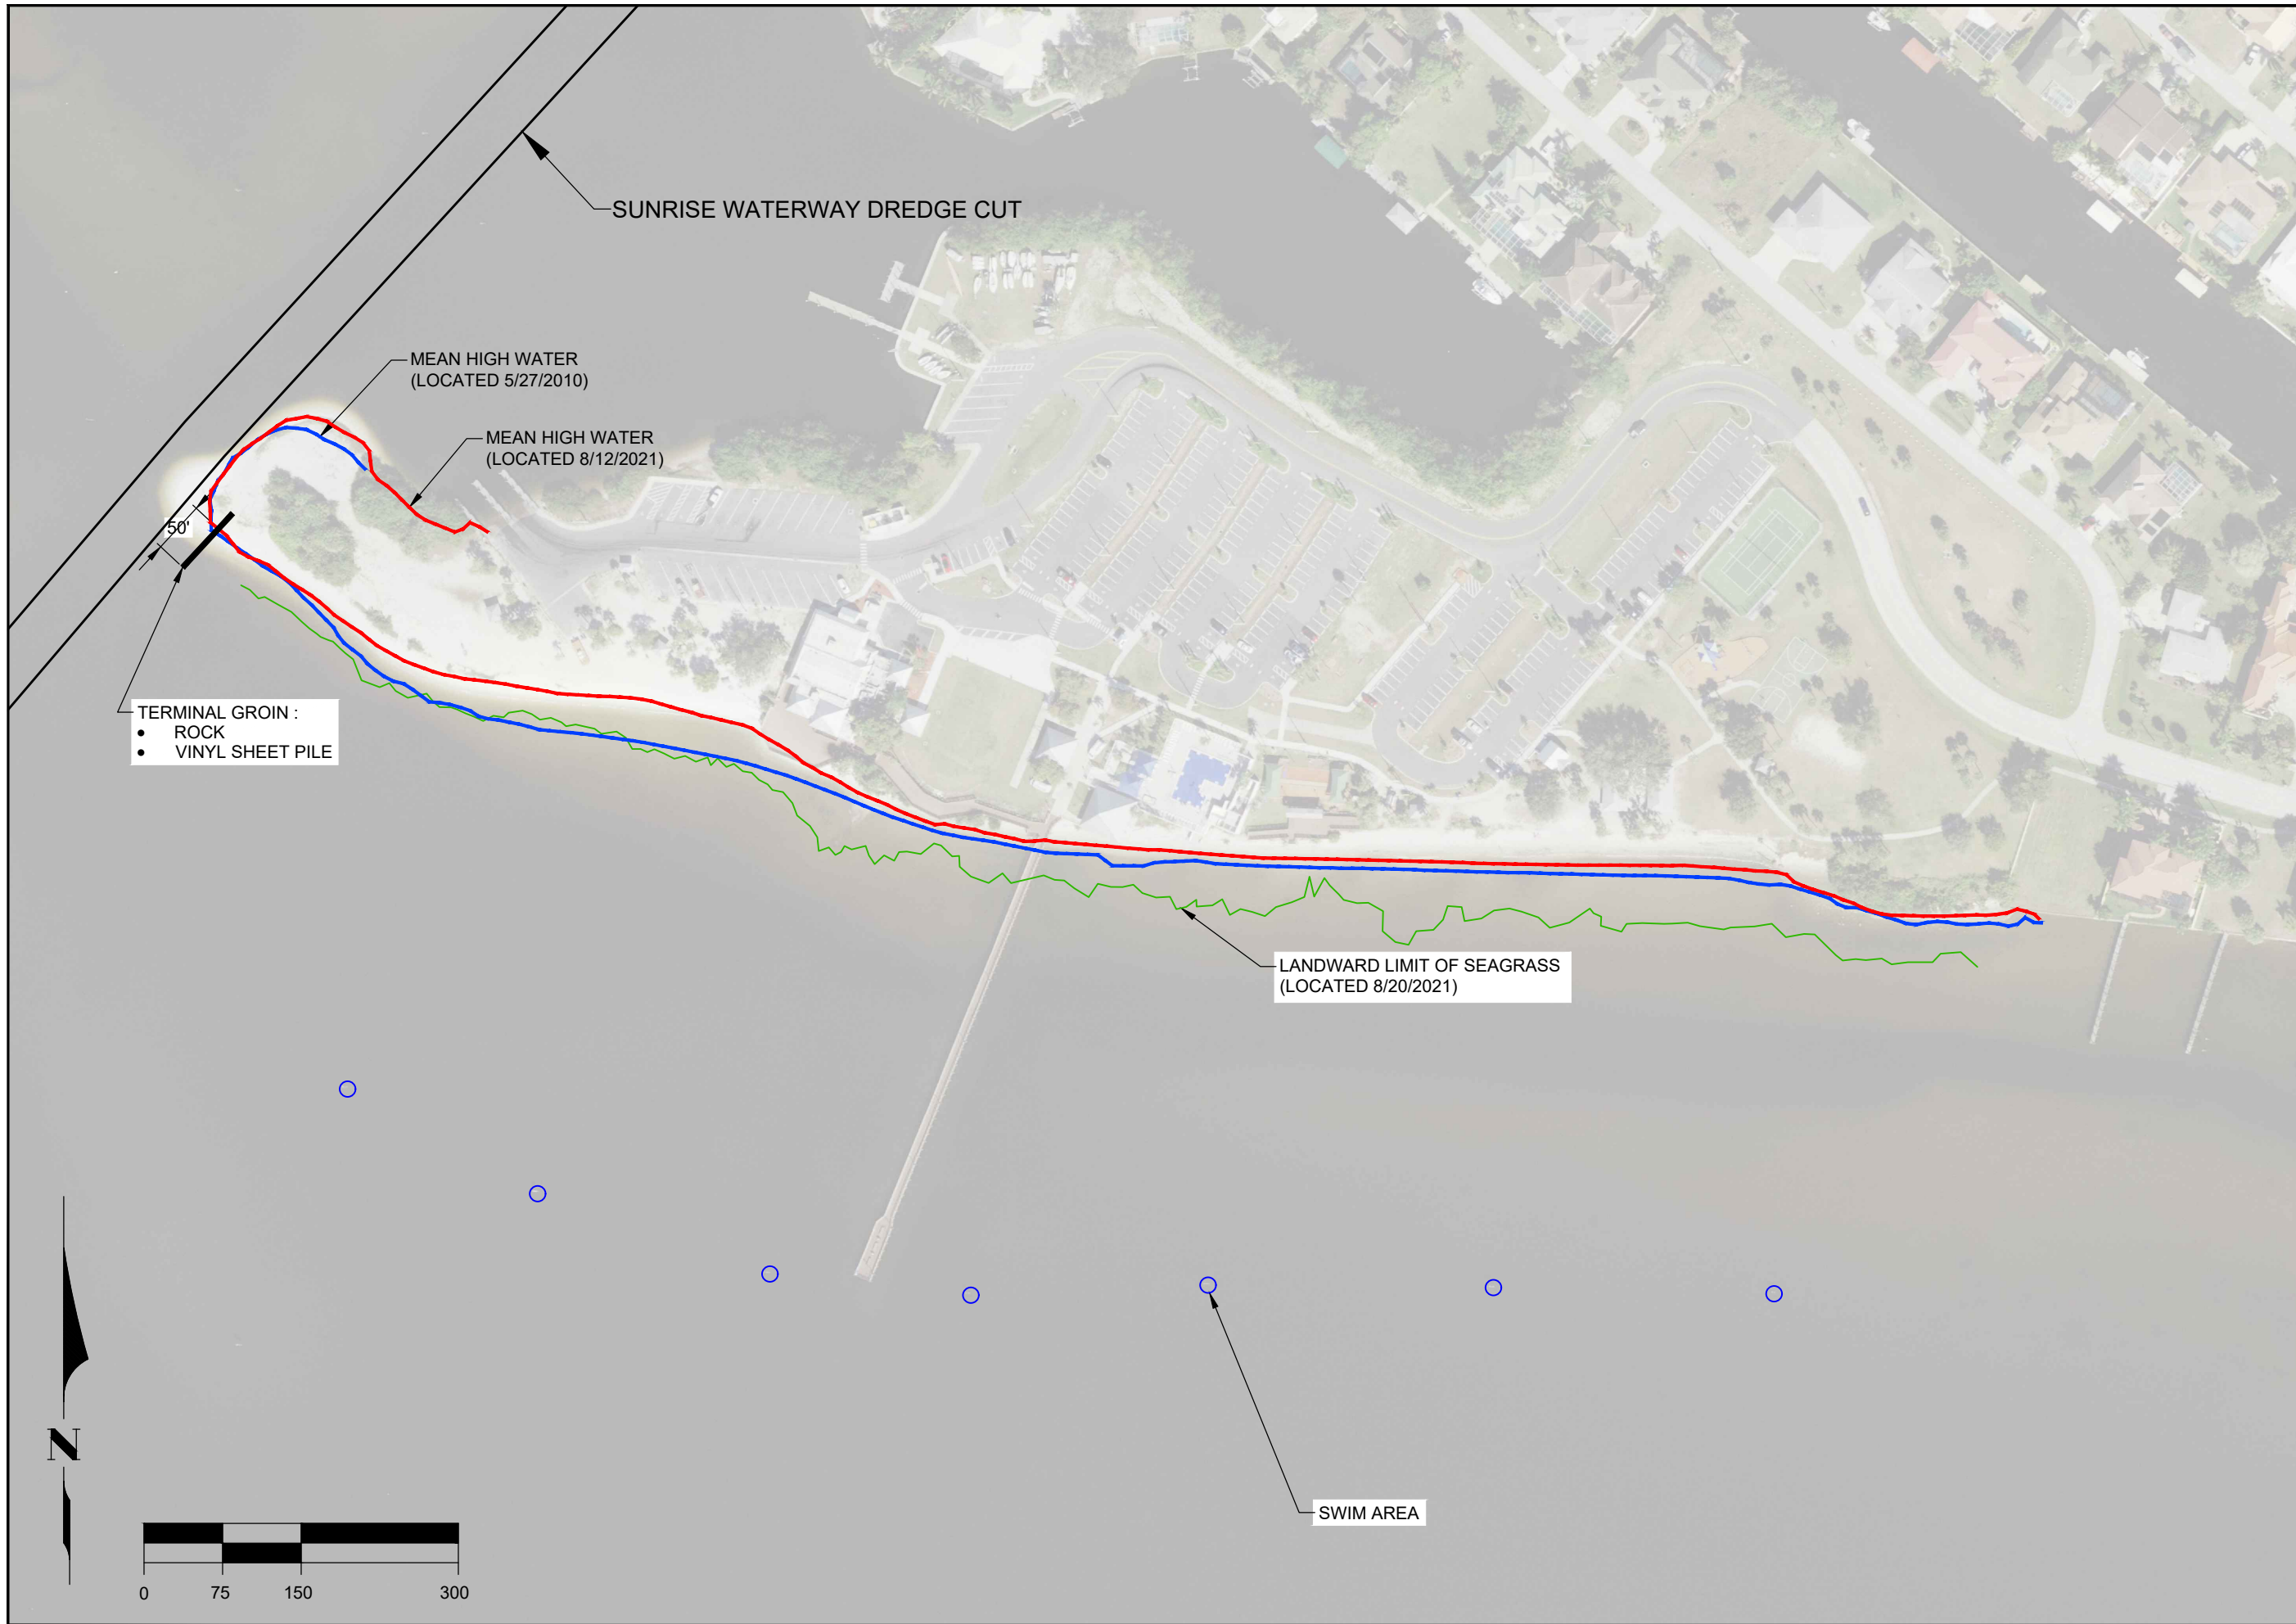 SUNRISE WATERWAY DREDGE CUT
MEAN HIGH WATER
(LOCATED 5/27/2010)
MEAN HIGH WATER
(LOCATED 8/12/2021)
50'
TERMINAL GROIN :
• ROCK
• VINYL SHEET PILE
LANDWARD LIMIT OF SEAGRASS
(LOCATED 8/20/2021)
SWIM AREA
N
0 75 150 300